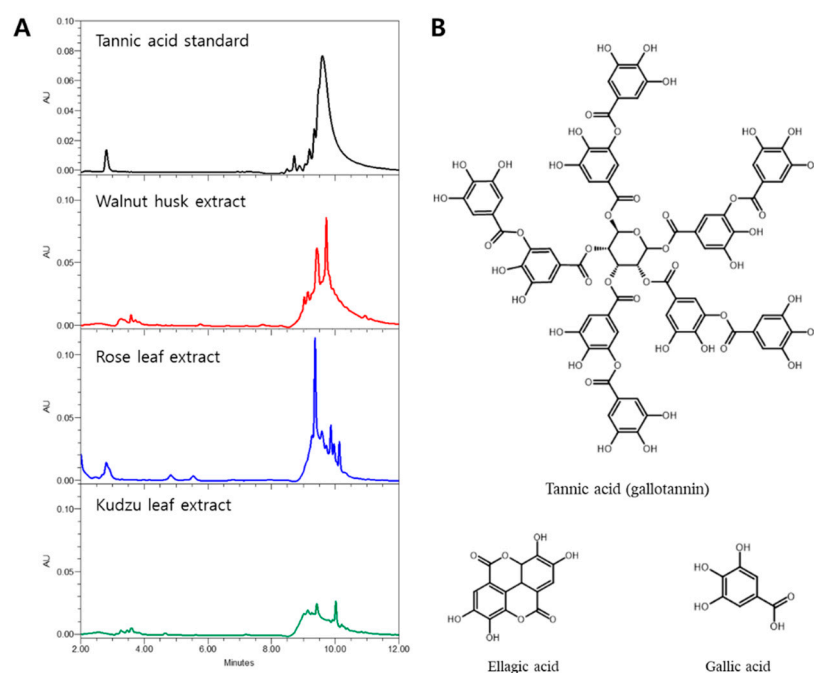 A
B
Tannic acid standard
0.10
0.08
0.06
0.04
0.02
0.00
AU
Walnut husk extract
0.10
0.05
0.00
AU
Rose leaf extract
0.10
0.05
0.00
AU
Kudzu leaf extract
0.10
0.05
0.00
AU
2.00 4.00 6.00 8.00 10.00 12.00
Minutes
Tannic acid (gallotannin)
Ellagic acid
Gallic acid